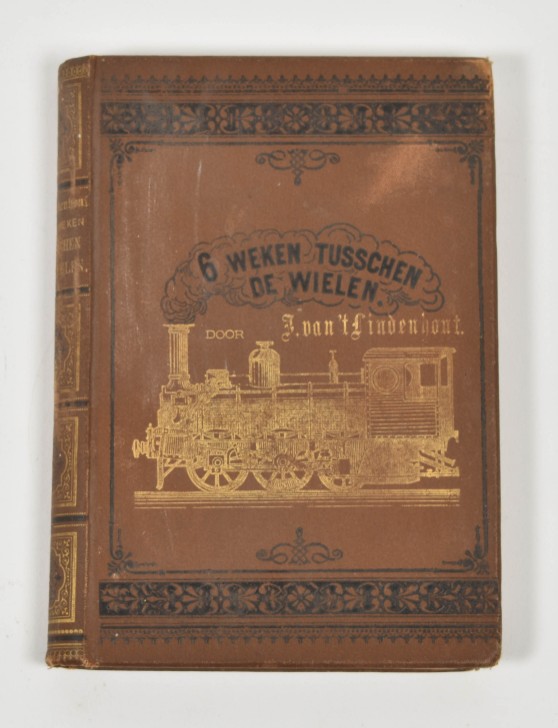 6 WEKEN TUSSCHEN
DE WIELEN.
DOOR J. van 't Lindenhout.